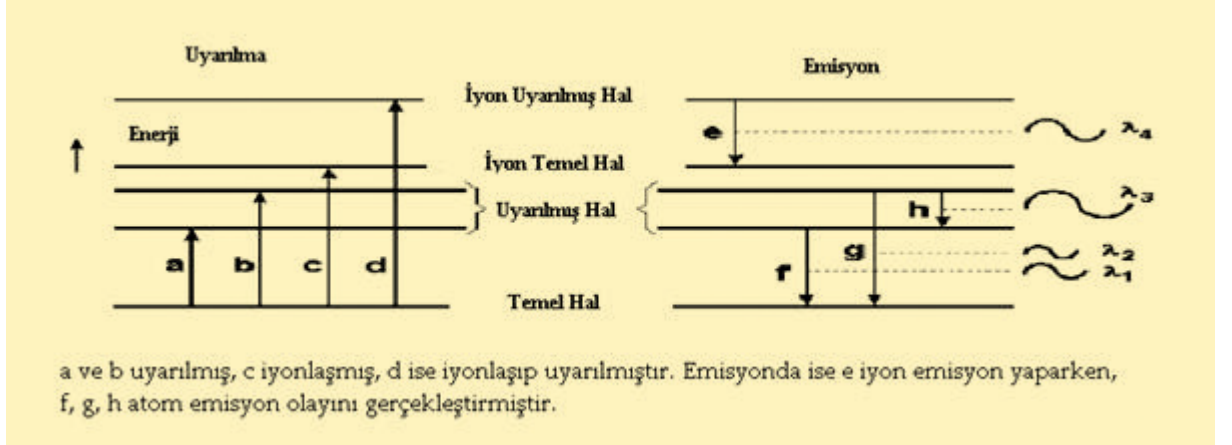 Uyarılma
Emisyon
İyon Uyarılmış Hal
Enerji
e
λ4
İyon Temel Hal
Uyarılmış Hal
h
λ3
a b c d
f g
λ2
λ1
Temel Hal
a ve b uyarılmış, c iyonlaşmış, d ise iyonlaşıp uyarılmıştır. Emisyonda ise e iyon emisyon yaparken,
f, g, h atom emisyon olayını gerçekleştirmiştir.